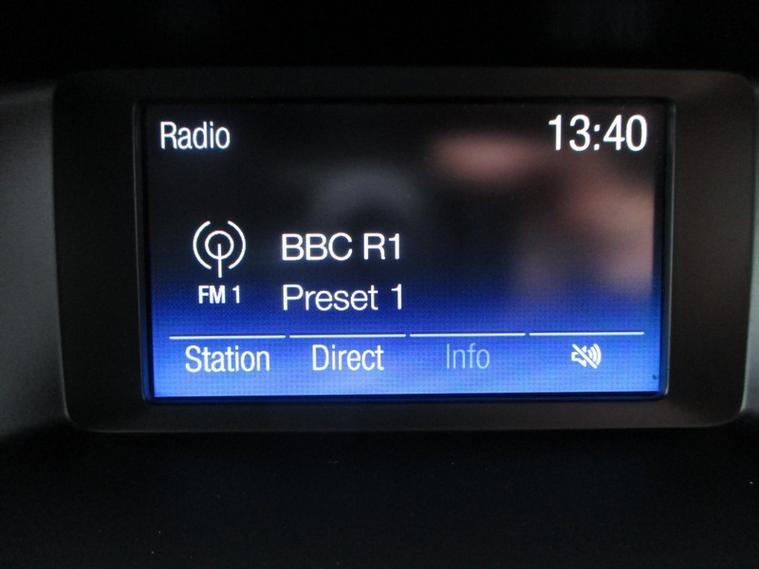 Radio 13:40
BBC R1
FM 1 Preset 1
Station Direct Info